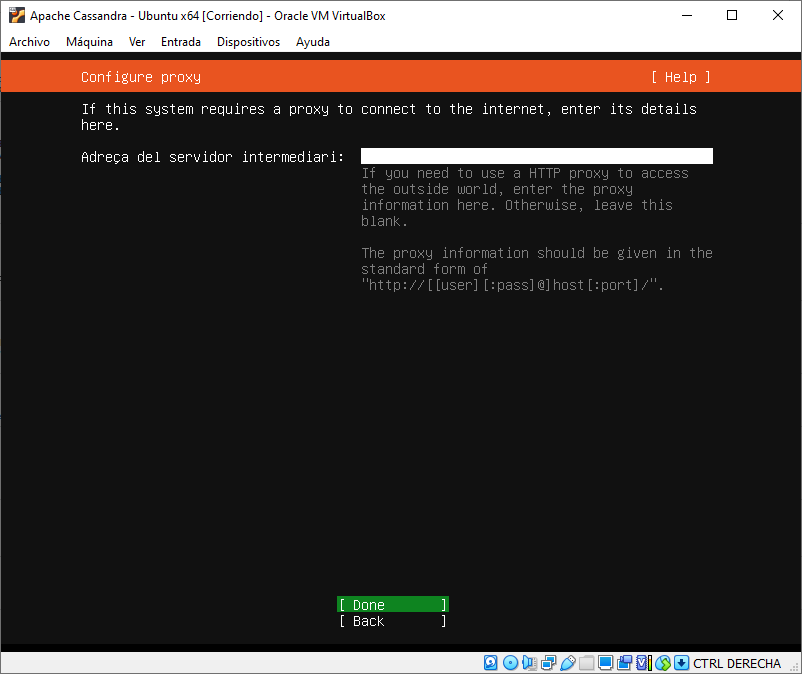 Apache Cassandra - Ubuntu x64 [Corriendo] - Oracle VM VirtualBox
Archivo Máquina Ver Entrada Dispositivos Ayuda
Configure proxy [ Help ]
If this system requires a proxy to connect to the internet, enter its details
here.
Adreça del servidor intermediari:
If you need to use a HTTP proxy to access
the outside world, enter the proxy
information here. Otherwise, leave this
blank.
The proxy information should be given in the
standard form of
"http://[[user][:pass]@]host[:port]/".
[ Done ]
[ Back ]
CTRL DERECHA